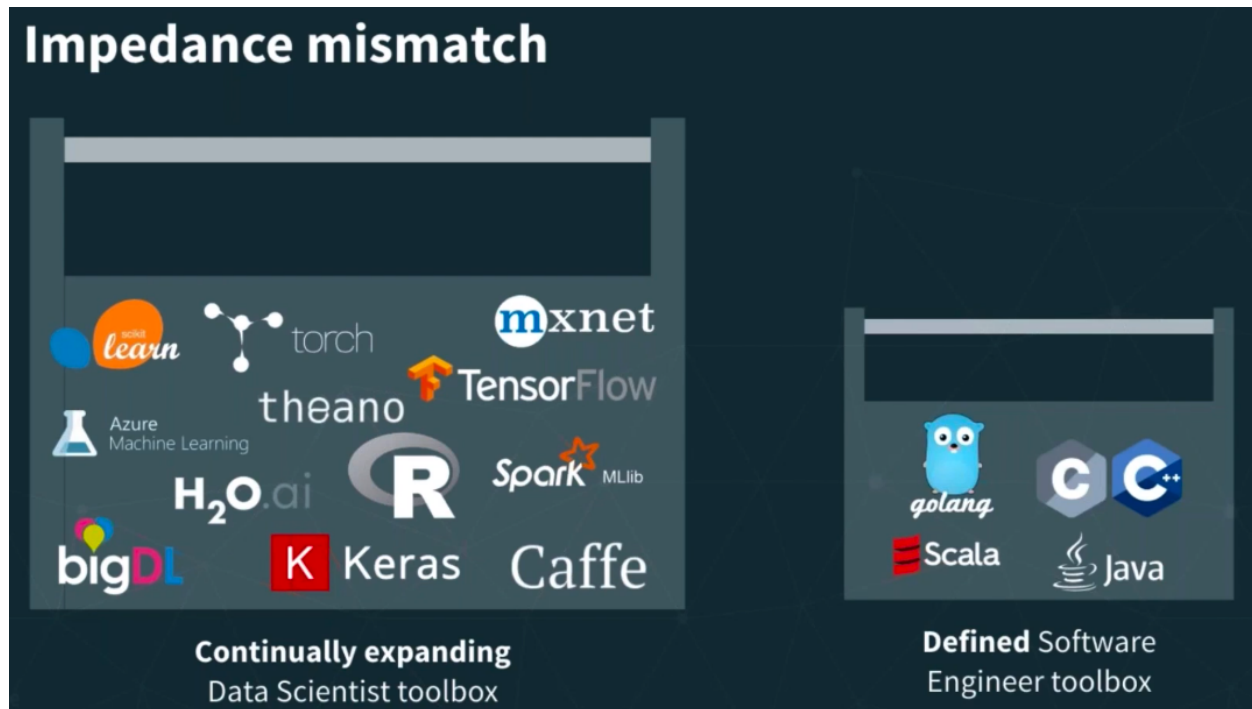 Impedance mismatch
scikit
learn
torch
mxnet
theano
TensorFlow
Azure
Machine Learning
H2O.ai
R
Spark MLlib
bigDL
K Keras
Caffe
Continually expanding
Data Scientist toolbox
golang
C C++
Scala
Java
Defined Software
Engineer toolbox